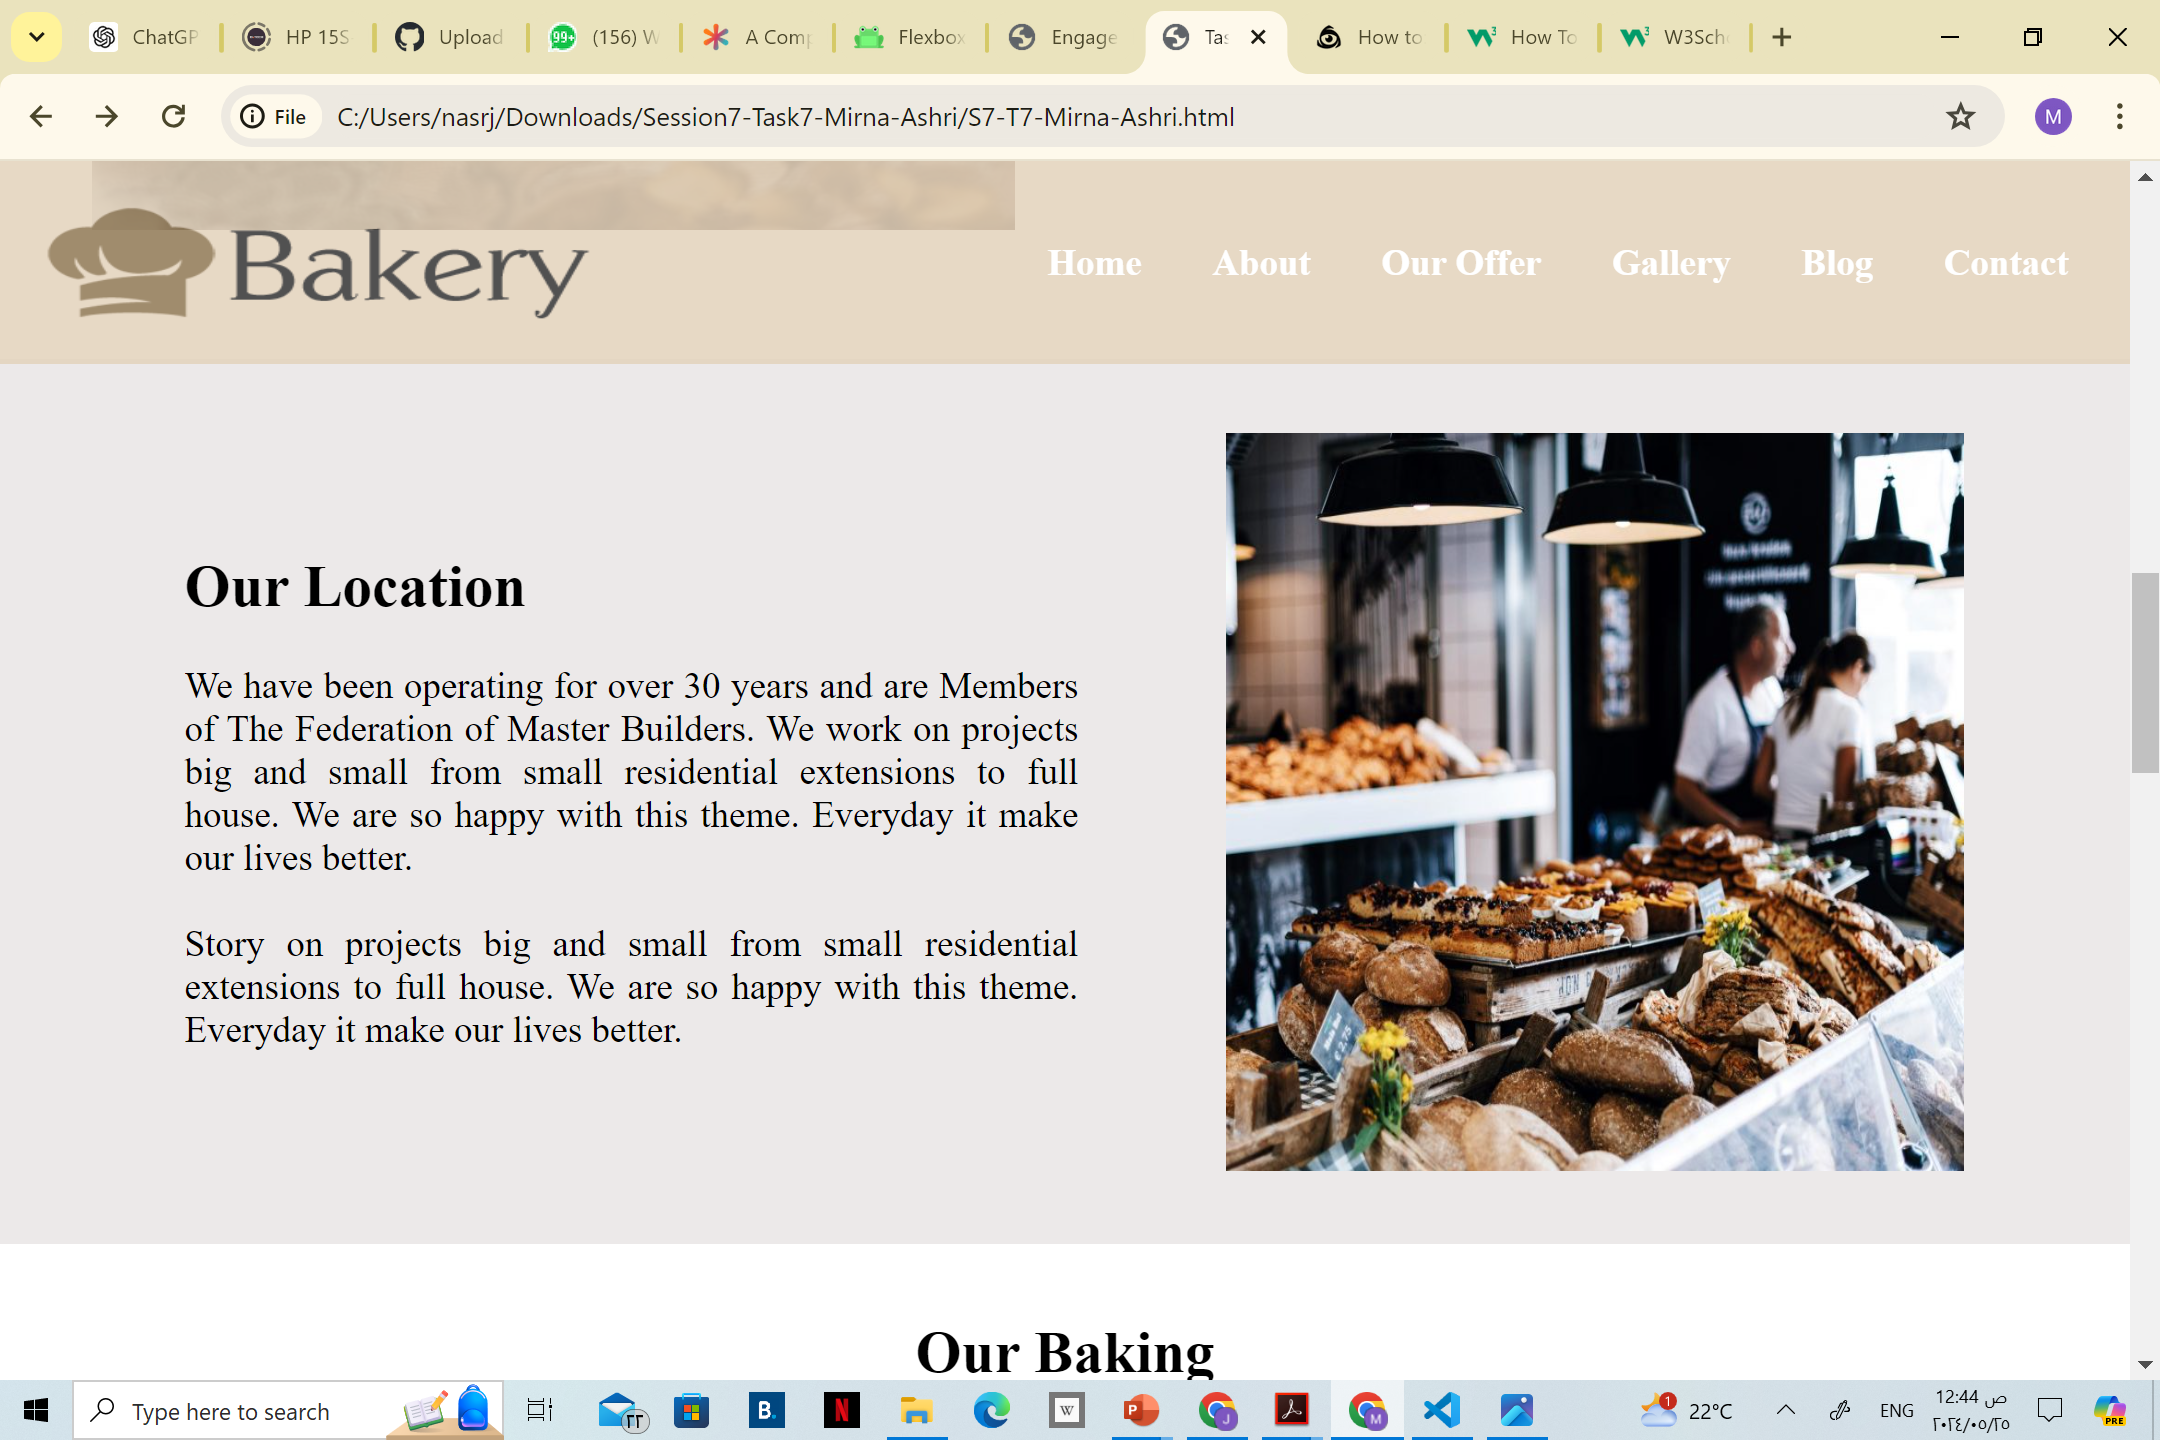 ChatGP
HP 15S
Upload
99+ (156) W
A Comp
Flexbox
Engage
Tas
How to
How To
W3Sch
File C:/Users/nasrj/Downloads/Session7-Task7-Mirna-Ashri/S7-T7-Mirna-Ashri.html
M
Bakery
Home About Our Offer Gallery Blog Contact
Our Location
We have been operating for over 30 years and are Members
of The Federation of Master Builders. We work on projects
big and small from small residential extensions to full
house. We are so happy with this theme. Everyday it make
our lives better.
Story on projects big and small from small residential
extensions to full house. We are so happy with this theme.
Everyday it make our lives better.
Our Baking
Type here to search
٢٢
B.
N
W
P
J
M
1
22°C
ENG
12:44 ص
٢٠٢٤/٠٥/٢٥
PRE